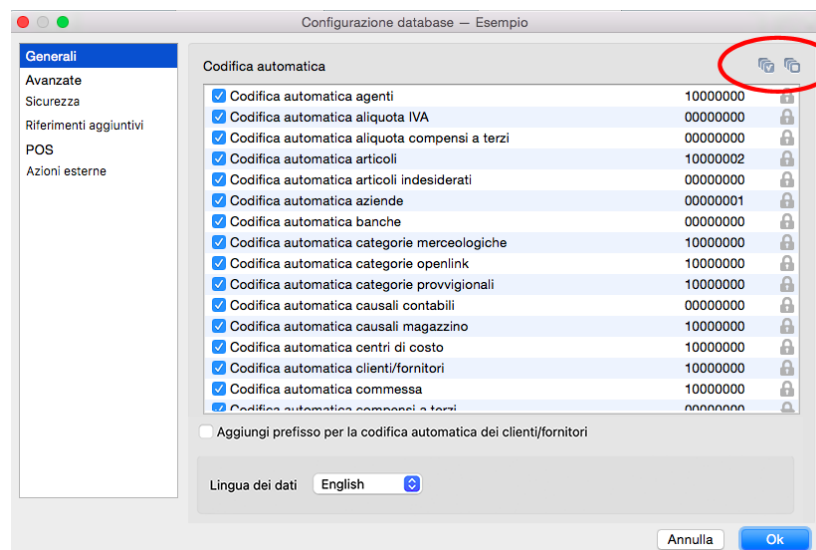 Configurazione database — Esempio
Generali
Avanzate
Sicurezza
Riferimenti aggiuntivi
POS
Azioni esterne
Codifica automatica
Codifica automatica agenti 10000000
Codifica automatica aliquota IVA 00000000
Codifica automatica aliquota compensi a terzi 00000000
Codifica automatica articoli 10000002
Codifica automatica articoli indesiderati 00000000
Codifica automatica aziende 00000001
Codifica automatica banche 00000000
Codifica automatica categorie merceologiche 10000000
Codifica automatica categorie openlink 10000000
Codifica automatica categorie provvigionali 10000000
Codifica automatica causali contabili 00000000
Codifica automatica causali magazzino 10000000
Codifica automatica centri di costo 10000000
Codifica automatica clienti/fornitori 10000000
Codifica automatica commessa 10000000
Codifica automatica compensi a terzi 00000000
Aggiungi prefisso per la codifica automatica dei clienti/fornitori
Lingua dei dati English
Annulla Ok